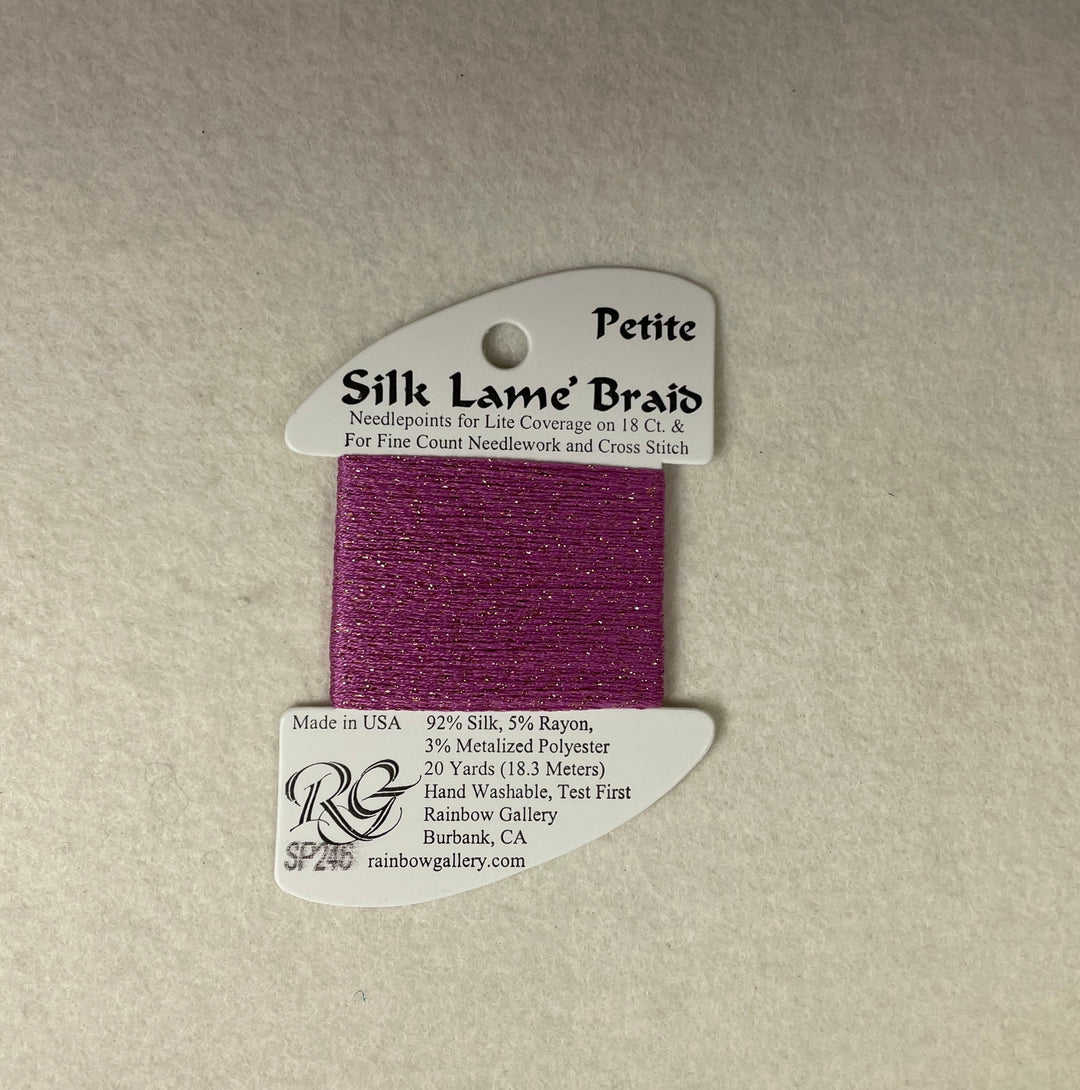 Petite
Silk Lame' Braid
Needlepoints for Lite Coverage on 18 Ct. &
For Fine Count Needlework and Cross Stitch
Made in USA
92% Silk, 5% Rayon,
3% Metalized Polyester
20 Yards (18.3 Meters)
Hand Washable, Test First
Rainbow Gallery
Burbank, CA
rainbowgallery.com
RG
SP246